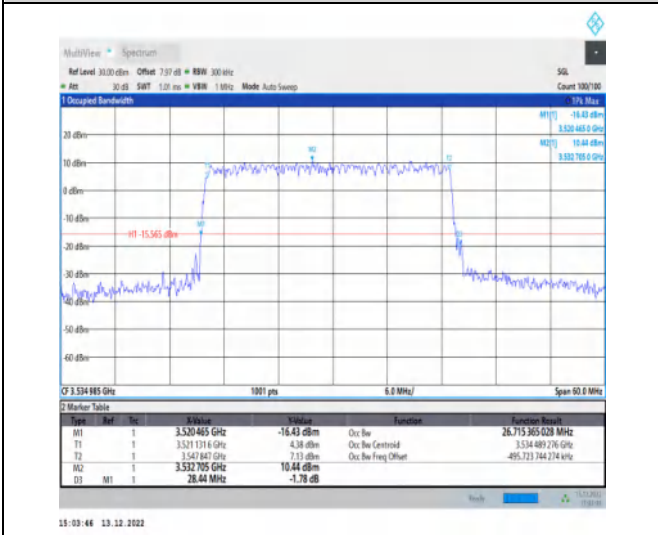 MultiView Spectrum
Ref Level 30.00 dBm Offset 7.97 dB RBW 300 kHz SGL
Att 30 dB SWT 1.01 ms VBW 1 MHz Mode Auto Sweep Count 100/100
1 Occupied Bandwidth 1Pk Max
M1[1] -16.43 dBm
3.520 465 0 GHz
M2[1] 10.44 dBm
3.532 705 0 GHz
20 dBm
10 dBm
0 dBm
-10 dBm
-20 dBm
-30 dBm
-40 dBm
-50 dBm
-60 dBm
M2
T2
M1
H1 -15.565 dBm
CF 3.534 985 GHz 1001 pts 6.0 MHz/ Span 60.0 MHz
2 Marker Table
Type Ref Trc X-Value Y-Value Function Function Result
M1 1 3.520465 GHz -16.43 dBm Occ Bw 26.715 365 028 MHz
T1 1 3.521 131 6 GHz 4.38 dBm Occ Bw Centroid 3.534 489 276 GHz
T2 1 3.547 847 GHz 7.13 dBm Occ Bw Freq Offset -495.723 744 274 kHz
M2 1 3.532705 GHz 10.44 dBm
D3 M1 1 28.44 MHz -1.78 dB
15:03:46 13.12.2022